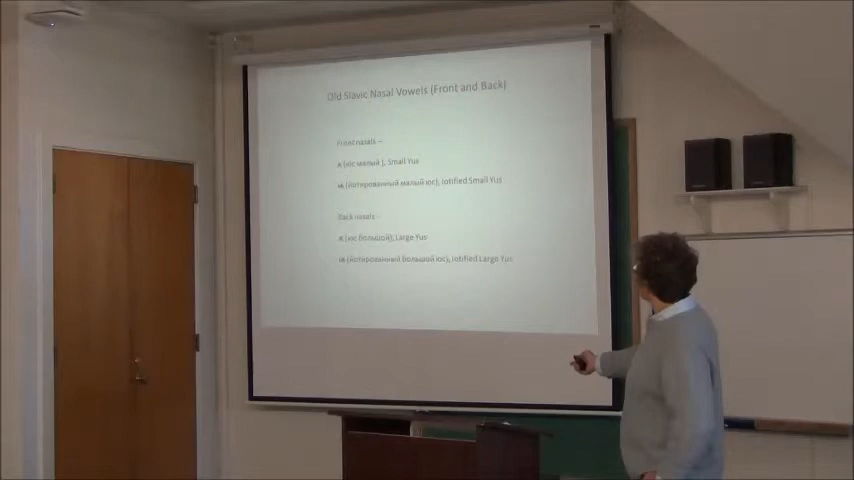 Old Slavic Nasal Vowels (Front and Back)
Front nasals –
ѧ (юс малый ), Small Yus
ѩ (йотированный малый юс), Iotified Small Yus
Back nasals -
ѫ (юс большой), Large Yus
ѭ (йотированный большой юс), Iotified Large Yus